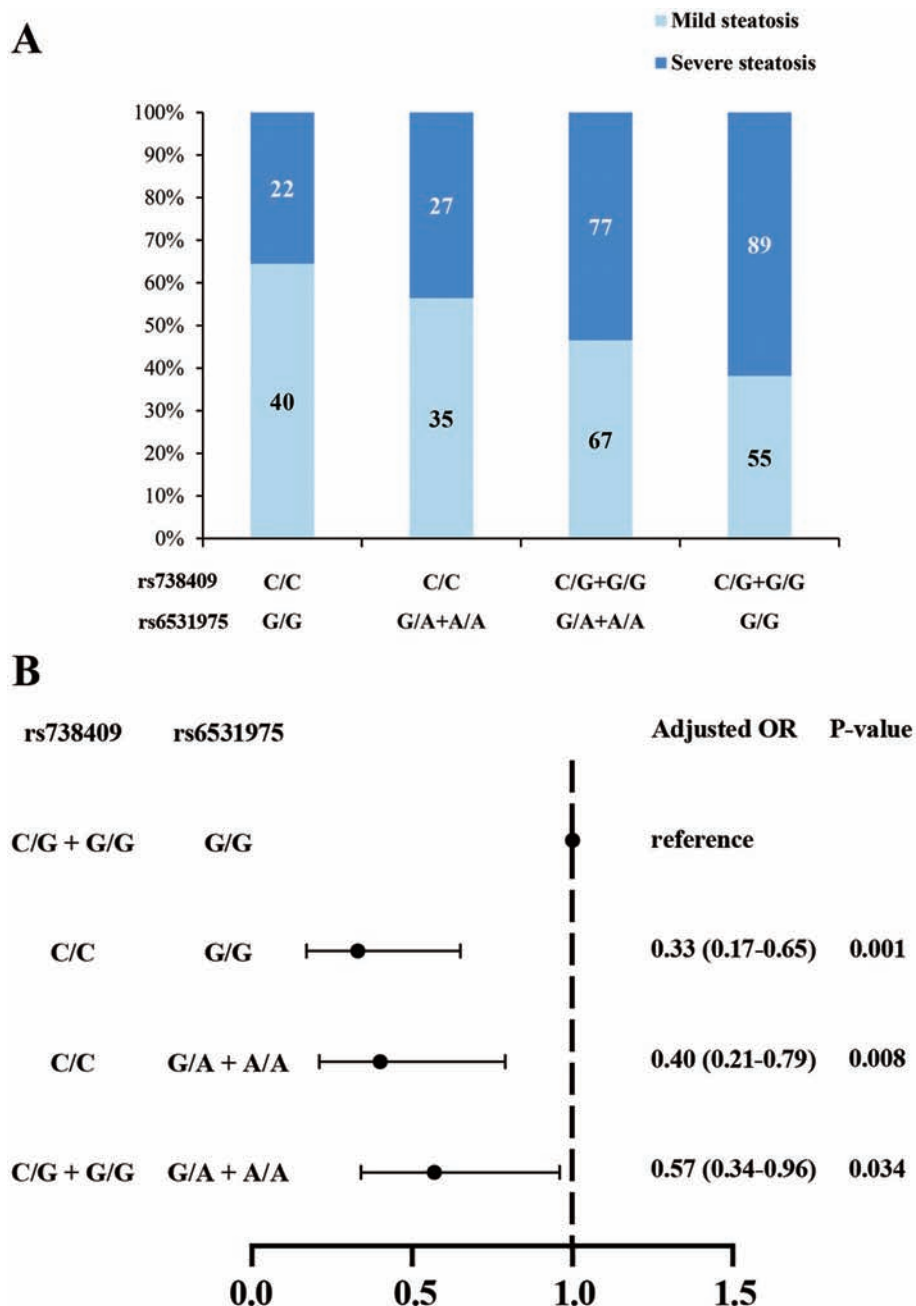 A
Mild steatosis
Severe steatosis
100%
90%
80%
70%
60%
50%
40%
30%
20%
10%
0%
22 27 77 89
40 35 67 55
rs738409 C/C C/C C/G+G/G C/G+G/G
rs6531975 G/G G/A+A/A G/A+A/A G/G
B
rs738409 rs6531975 Adjusted OR P-value
C/G + G/G G/G reference
C/C G/G 0.33 (0.17-0.65) 0.001
C/C G/A + A/A 0.40 (0.21-0.79) 0.008
C/G + G/G G/A + A/A 0.57 (0.34-0.96) 0.034
0.0 0.5 1.0 1.5